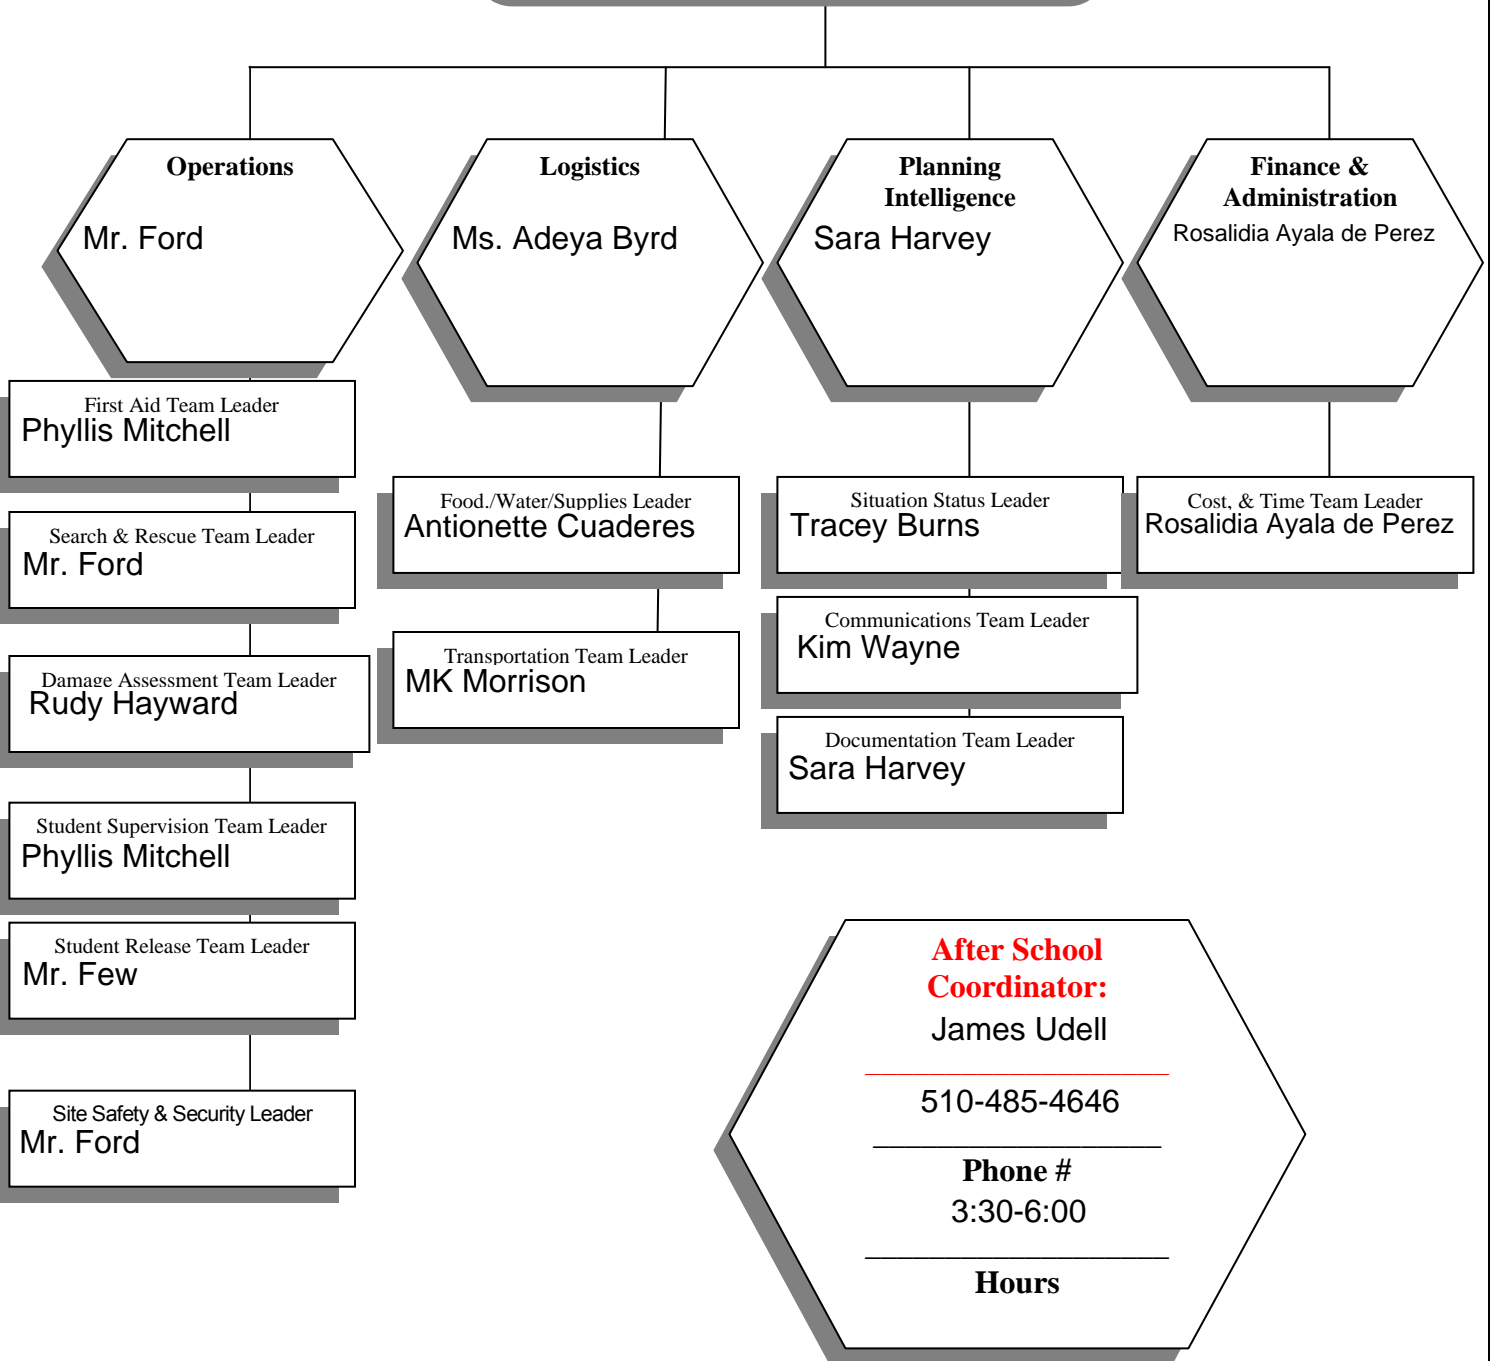 Operations
Mr. Ford
Logistics
Ms. Adeya Byrd
Planning
Intelligence
Sara Harvey
Finance &
Administration
Rosalidia Ayala de Perez
First Aid Team Leader
Phyllis Mitchell
Search & Rescue Team Leader
Mr. Ford
Damage Assessment Team Leader
Rudy Hayward
Student Supervision Team Leader
Phyllis Mitchell
Student Release Team Leader
Mr. Few
Site Safety & Security Leader
Mr. Ford
Food./Water/Supplies Leader
Antionette Cuaderes
Transportation Team Leader
MK Morrison
Situation Status Leader
Tracey Burns
Communications Team Leader
Kim Wayne
Documentation Team Leader
Sara Harvey
Cost, & Time Team Leader
Rosalidia Ayala de Perez
After School
Coordinator:
James Udell
510-485-4646
Phone #
3:30-6:00
Hours